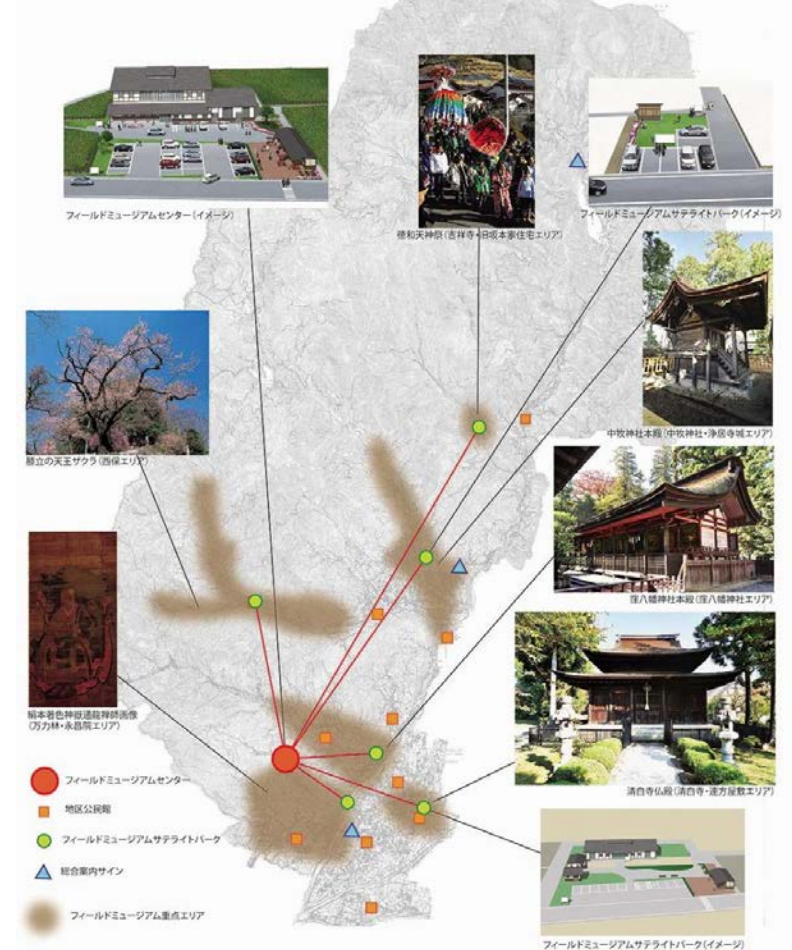 フィールドミュージアムセンター(イメージ)
徳和天神祭(吉祥寺・旧坂本家住宅エリア)
フィールドミュージアムサテライトパーク(イメージ)
中牧神社本殿(中牧神社・浄居寺城エリア)
膝立の天王ザクラ(西保エリア)
窪八幡神社本殿(窪八幡神社エリア)
絹本著色神嶽通龍禅師画像
(万力林・永昌院エリア)
清白寺仏殿(清白寺・連方屋敷エリア)
フィールドミュージアムセンター
地区公民館
フィールドミュージアムサテライトパーク
総合案内サイン
フィールドミュージアム重点エリア
フィールドミュージアムサテライトパーク(イメージ)